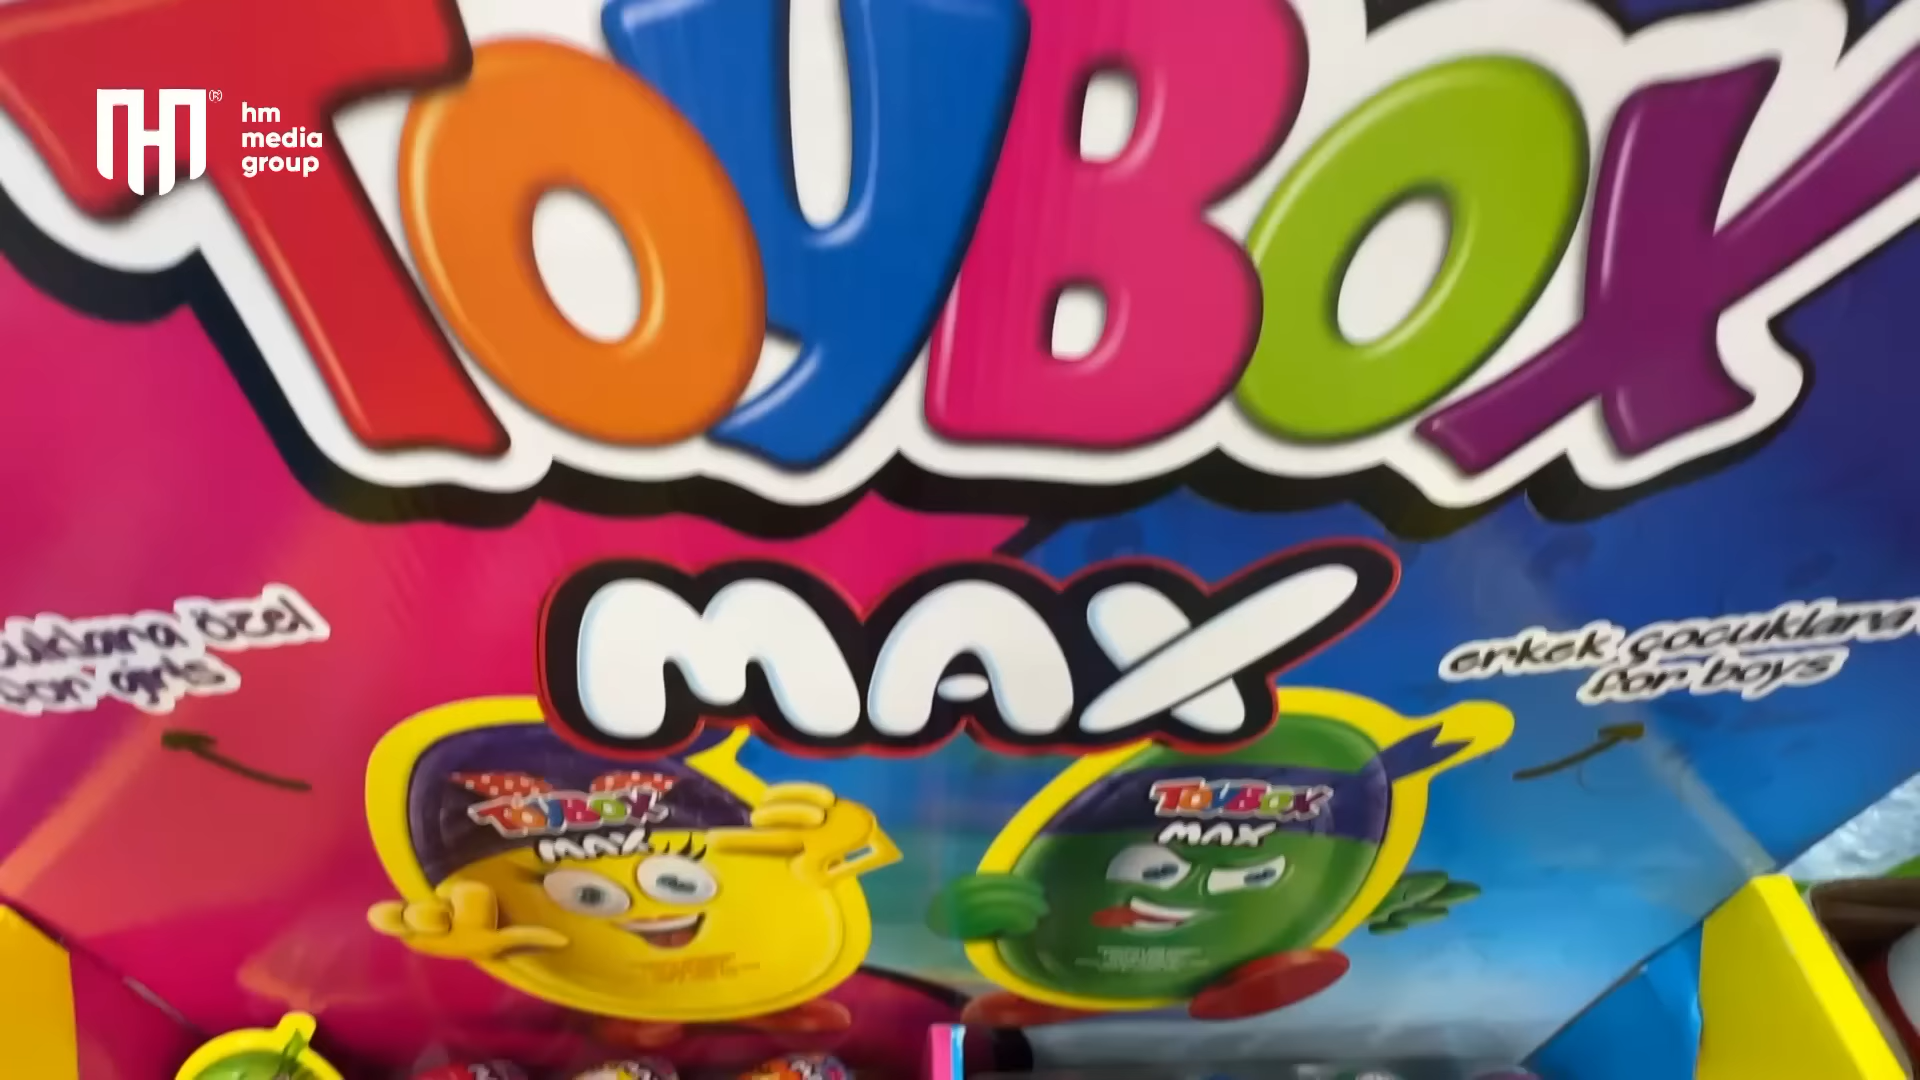 hm
media
group
TOYBOX
MAX
özel
for girls
erkek çocuklara
for boys
TOYBOX
MAX
TOYBOX
MAX